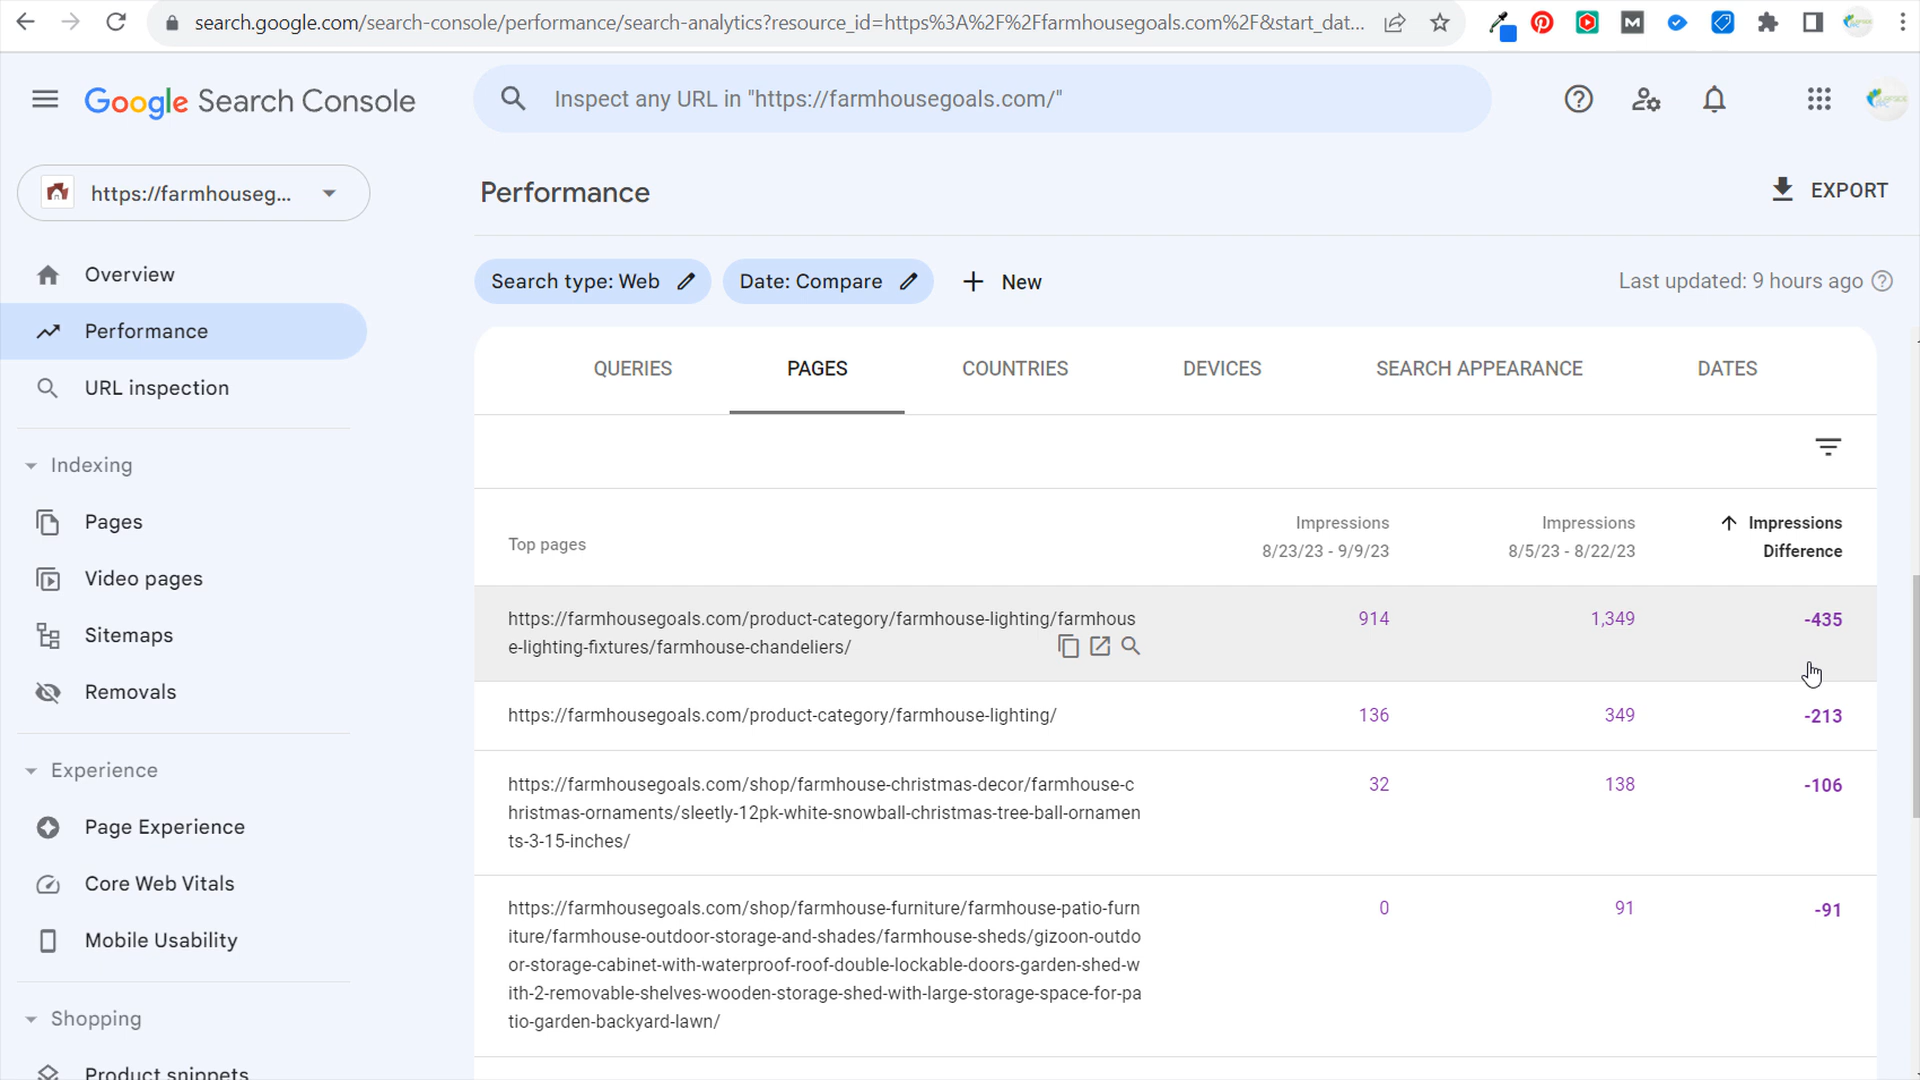 search.google.com/search-console/performance/search-analytics?resource_id=https%3A%2F%2Ffarmhousegoals.com%2F&start_dat...
Google Search Console
Inspect any URL in "https://farmhousegoals.com/"
https://farmhouseg...
Performance
EXPORT
Overview
Performance
URL inspection
Indexing
Pages
Video pages
Sitemaps
Removals
Experience
Page Experience
Core Web Vitals
Mobile Usability
Shopping
Product snippets
Search type: Web
Date: Compare
New
Last updated: 9 hours ago
QUERIES PAGES COUNTRIES DEVICES SEARCH APPEARANCE DATES
Top pages
Impressions
8/23/23 - 9/9/23
Impressions
8/5/23 - 8/22/23
Impressions
Difference
https://farmhousegoals.com/product-category/farmhouse-lighting/farmhous
e-lighting-fixtures/farmhouse-chandeliers/
914 1,349 -435
https://farmhousegoals.com/product-category/farmhouse-lighting/ 136 349 -213
https://farmhousegoals.com/shop/farmhouse-christmas-decor/farmhouse-c
hristmas-ornaments/sleetly-12pk-white-snowball-christmas-tree-ball-ornamen
ts-3-15-inches/
32 138 -106
https://farmhousegoals.com/shop/farmhouse-furniture/farmhouse-patio-furn
iture/farmhouse-outdoor-storage-and-shades/farmhouse-sheds/gizoon-outdo
or-storage-cabinet-with-waterproof-roof-double-lockable-doors-garden-shed-w
ith-2-removable-shelves-wooden-storage-shed-with-large-storage-space-for-pa
tio-garden-backyard-lawn/
0 91 -91